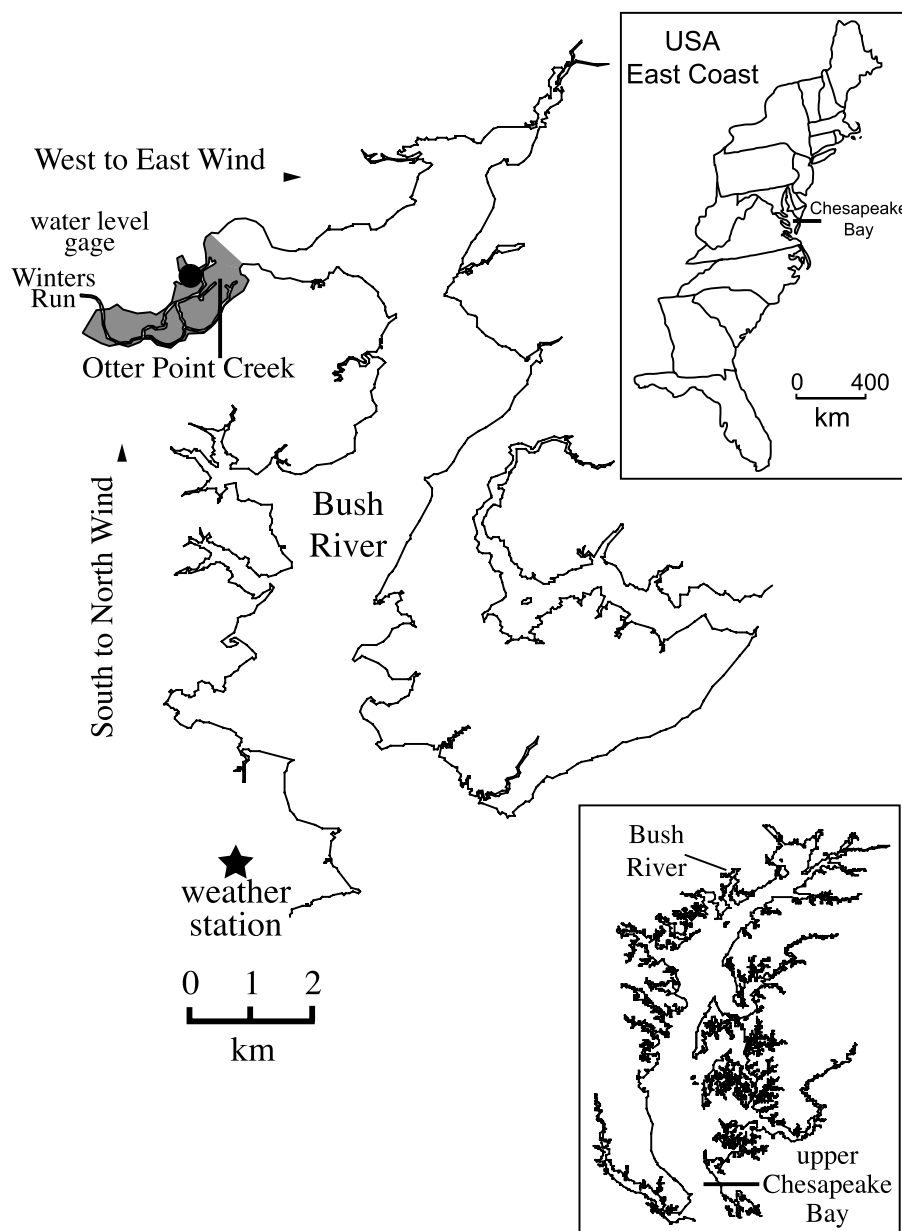 USA
East Coast
West to East Wind
water level
gage
Winters
Run
Otter Point Creek
Chesapeake
Bay
0 400
km
South to North Wind
Bush
River
weather
station
0 1 2
km
Bush
River
upper
Chesapeake
Bay